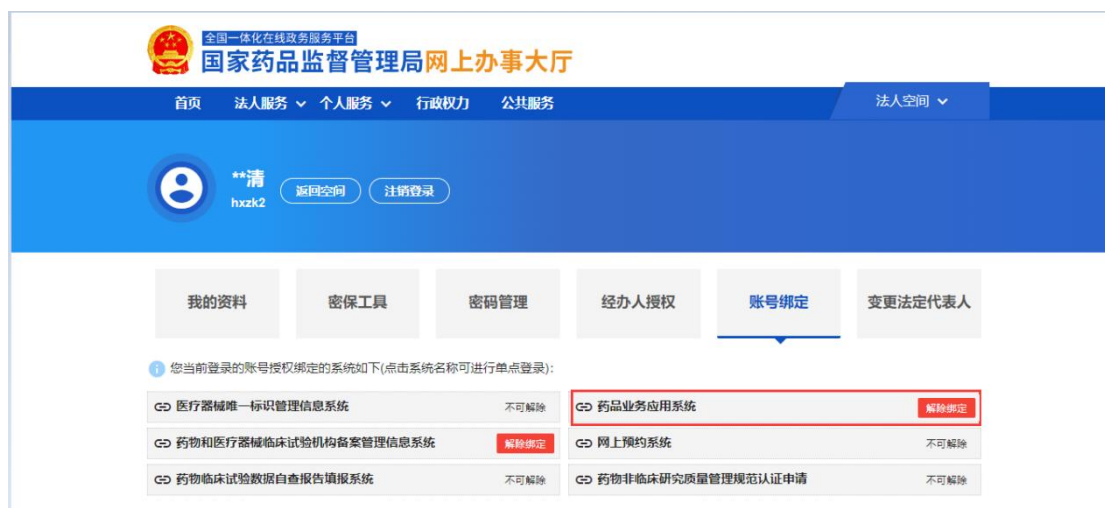 全国一体化在线政务服务平台
国家药品监督管理局网上办事大厅
首页 法人服务 个人服务 行政权力 公共服务 法人空间
**清 返回空间 注销登录
hxzk2
我的资料 密保工具 密码管理 经办人授权 账号绑定 变更法定代表人
您当前登录的账号授权绑定的系统如下(点击系统名称可进行单点登录):
医疗器械唯一标识管理信息系统 不可解除 药品业务应用系统 解除绑定
药物和医疗器械临床试验机构备案管理信息系统 解除绑定 网上预约系统 不可解除
药物临床试验数据自查报告填报系统 不可解除 药物非临床研究质量管理规范认证申请 不可解除